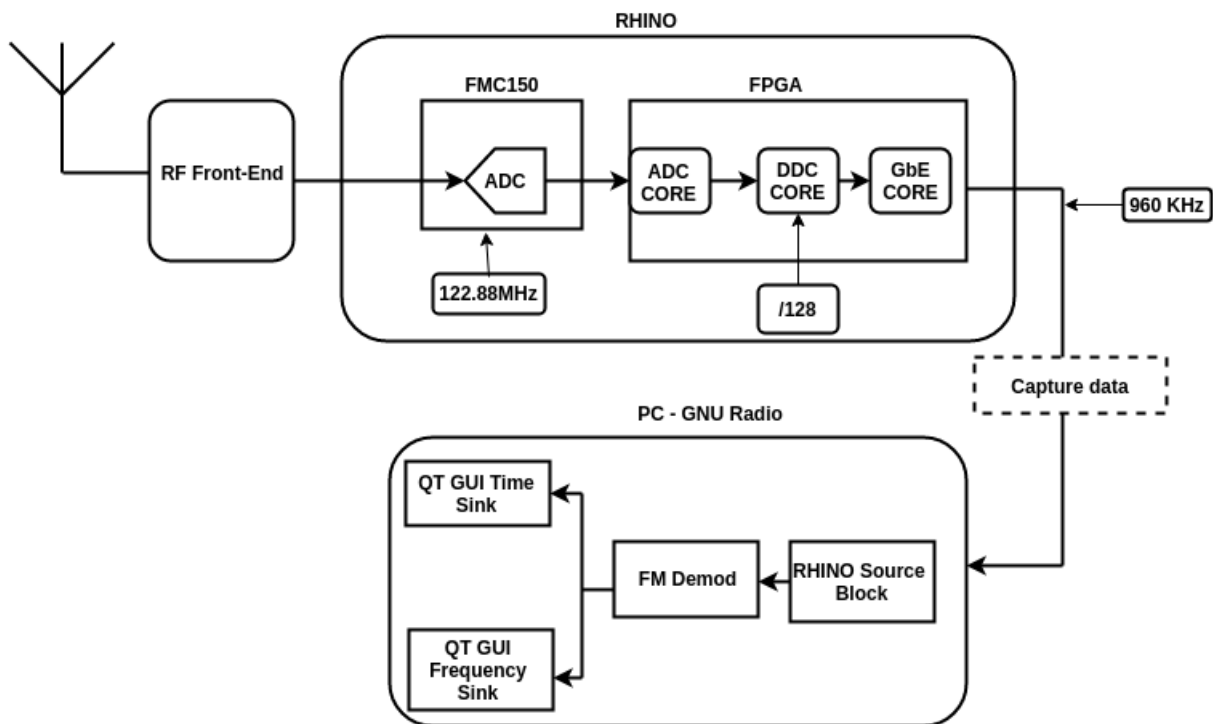 RHINO
FMC150
FPGA
RF Front-End
ADC
ADC
CORE
DDC
CORE
GbE
CORE
960 KHz
122.88MHz
/128
Capture data
PC - GNU Radio
QT GUI Time
Sink
FM Demod
RHINO Source
Block
QT GUI
Frequency
Sink